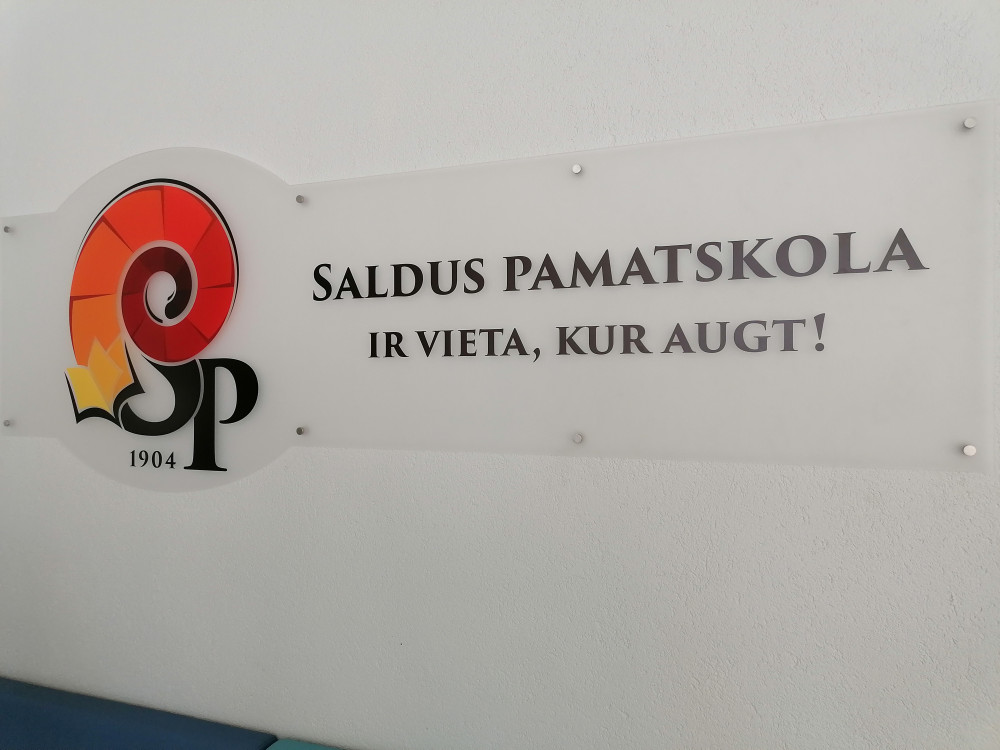 SALDUS PAMATSKOLA
IR VIETA, KUR AUGT!
SP
1904